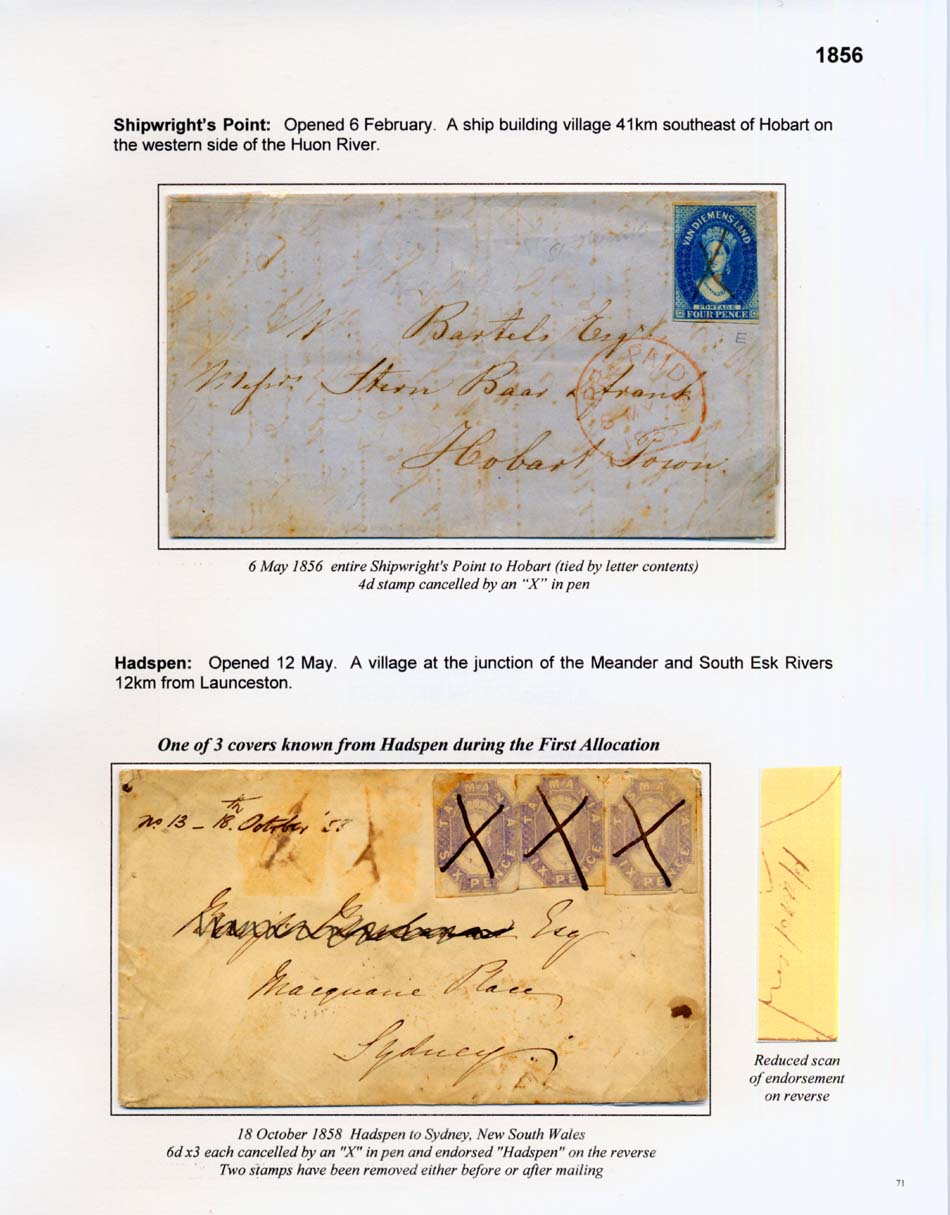 1856
Shipwright's Point: Opened 6 February. A ship building village 41km southeast of Hobart on
the western side of the Huon River.
VAN DIEMENS LAND
POSTAGE
FOUR PENCE
E
Bartels Esqr
Messrs. Stern Baar & Frank
Hobart Town.
PAID
6 May 1856 entire Shipwright's Point to Hobart (tied by letter contents)
4d stamp cancelled by an “X” in pen
Hadspen: Opened 12 May. A village at the junction of the Meander and South Esk Rivers
12km from Launceston.
One of 3 covers known from Hadspen during the First Allocation
No 13 – 18th. October '58
TASMANIA SIX PENCE
TASMANIA SIX PENCE
TASMANIA SIX PENCE
Esq
Macquarie Place
Sydney
Hadspen
Reduced scan
of endorsement
on reverse
18 October 1858 Hadspen to Sydney, New South Wales
6d x3 each cancelled by an "X" in pen and endorsed "Hadspen" on the reverse
Two stamps have been removed either before or after mailing
71